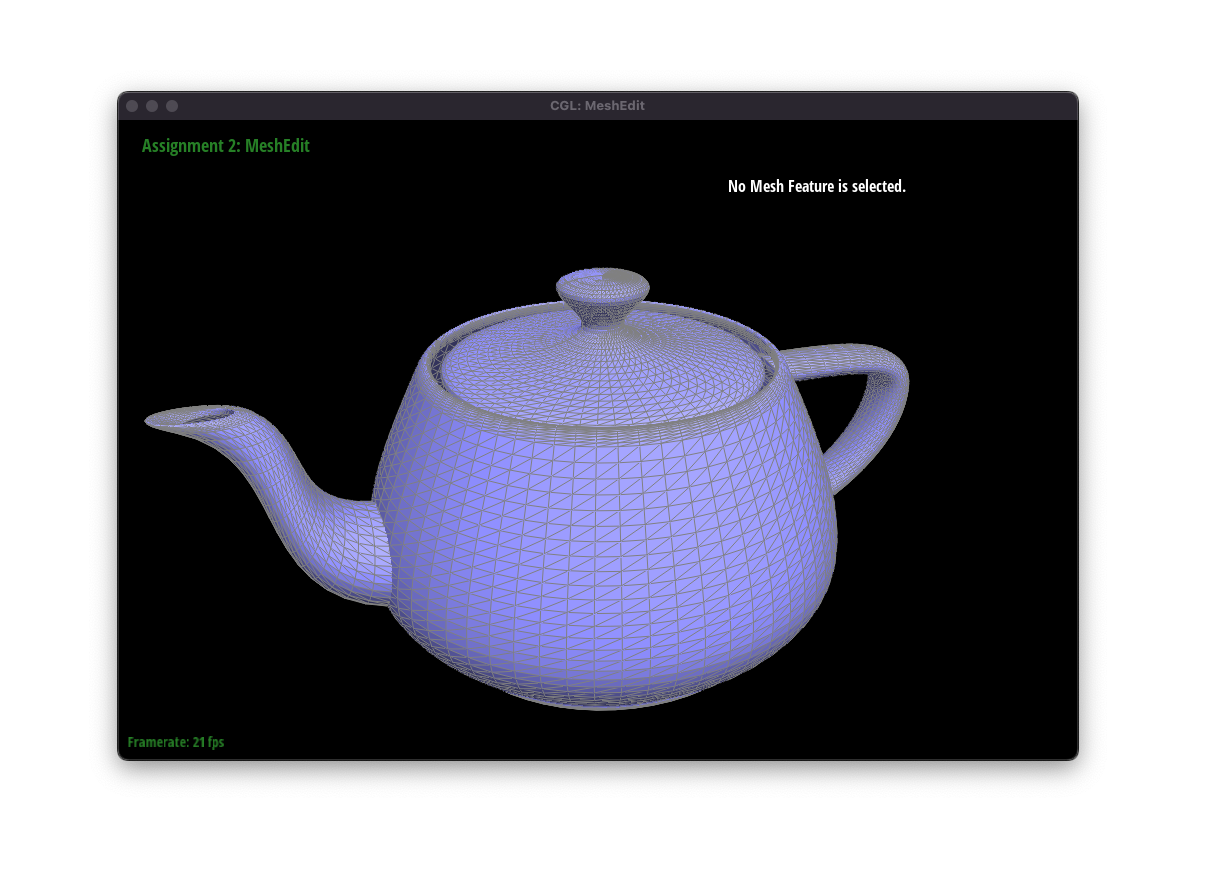 CGL: MeshEdit
Assignment 2: MeshEdit
No Mesh Feature is selected.
Framerate: 21 fps